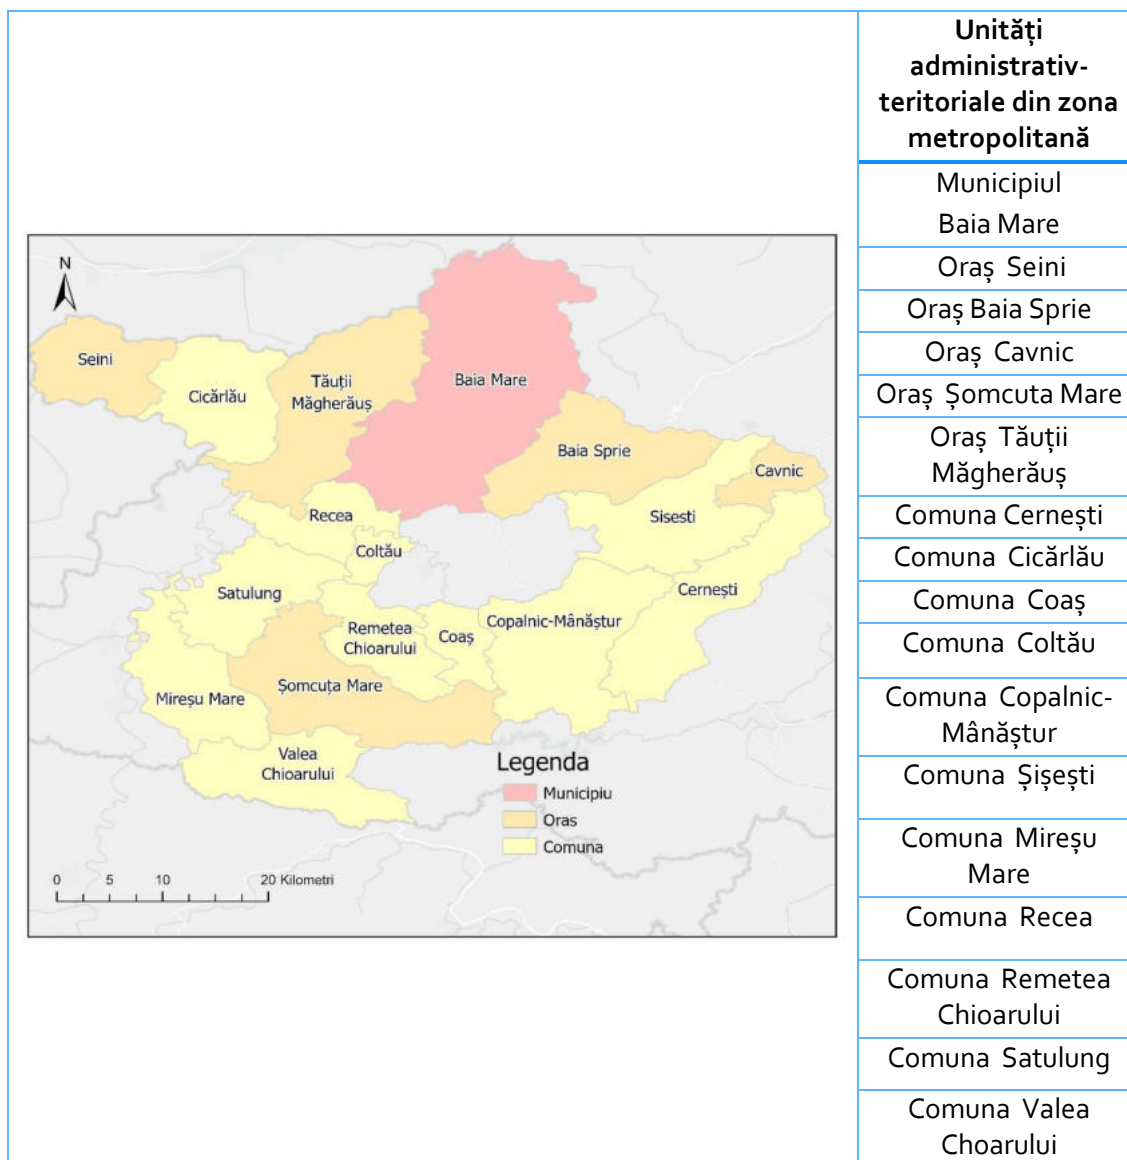 N
Seini
Cicărlău
Tăuții
Măgherăuș
Baia Mare
Baia Sprie
Cavnic
Recea
Sisesti
Coltău
Satulung
Cernești
Remetea
Chioarului
Coaș
Copalnic-Mânăștur
Șomcuța Mare
Mireșu Mare
Valea
Chioarului
Legenda
Municipiu
Oras
Comuna
0 5 10 20 Kilometri
Unități
administrativ-
teritoriale din zona
metropolitană
Municipiul
Baia Mare
Oraș Seini
Oraș Baia Sprie
Oraș Cavnic
Oraș Șomcuta Mare
Oraș Tăuții
Măgherăuș
Comuna Cernești
Comuna Cicărlău
Comuna Coaș
Comuna Coltău
Comuna Copalnic-
Mânăștur
Comuna Șișești
Comuna Mireșu
Mare
Comuna Recea
Comuna Remetea
Chioarului
Comuna Satulung
Comuna Valea
Choarului